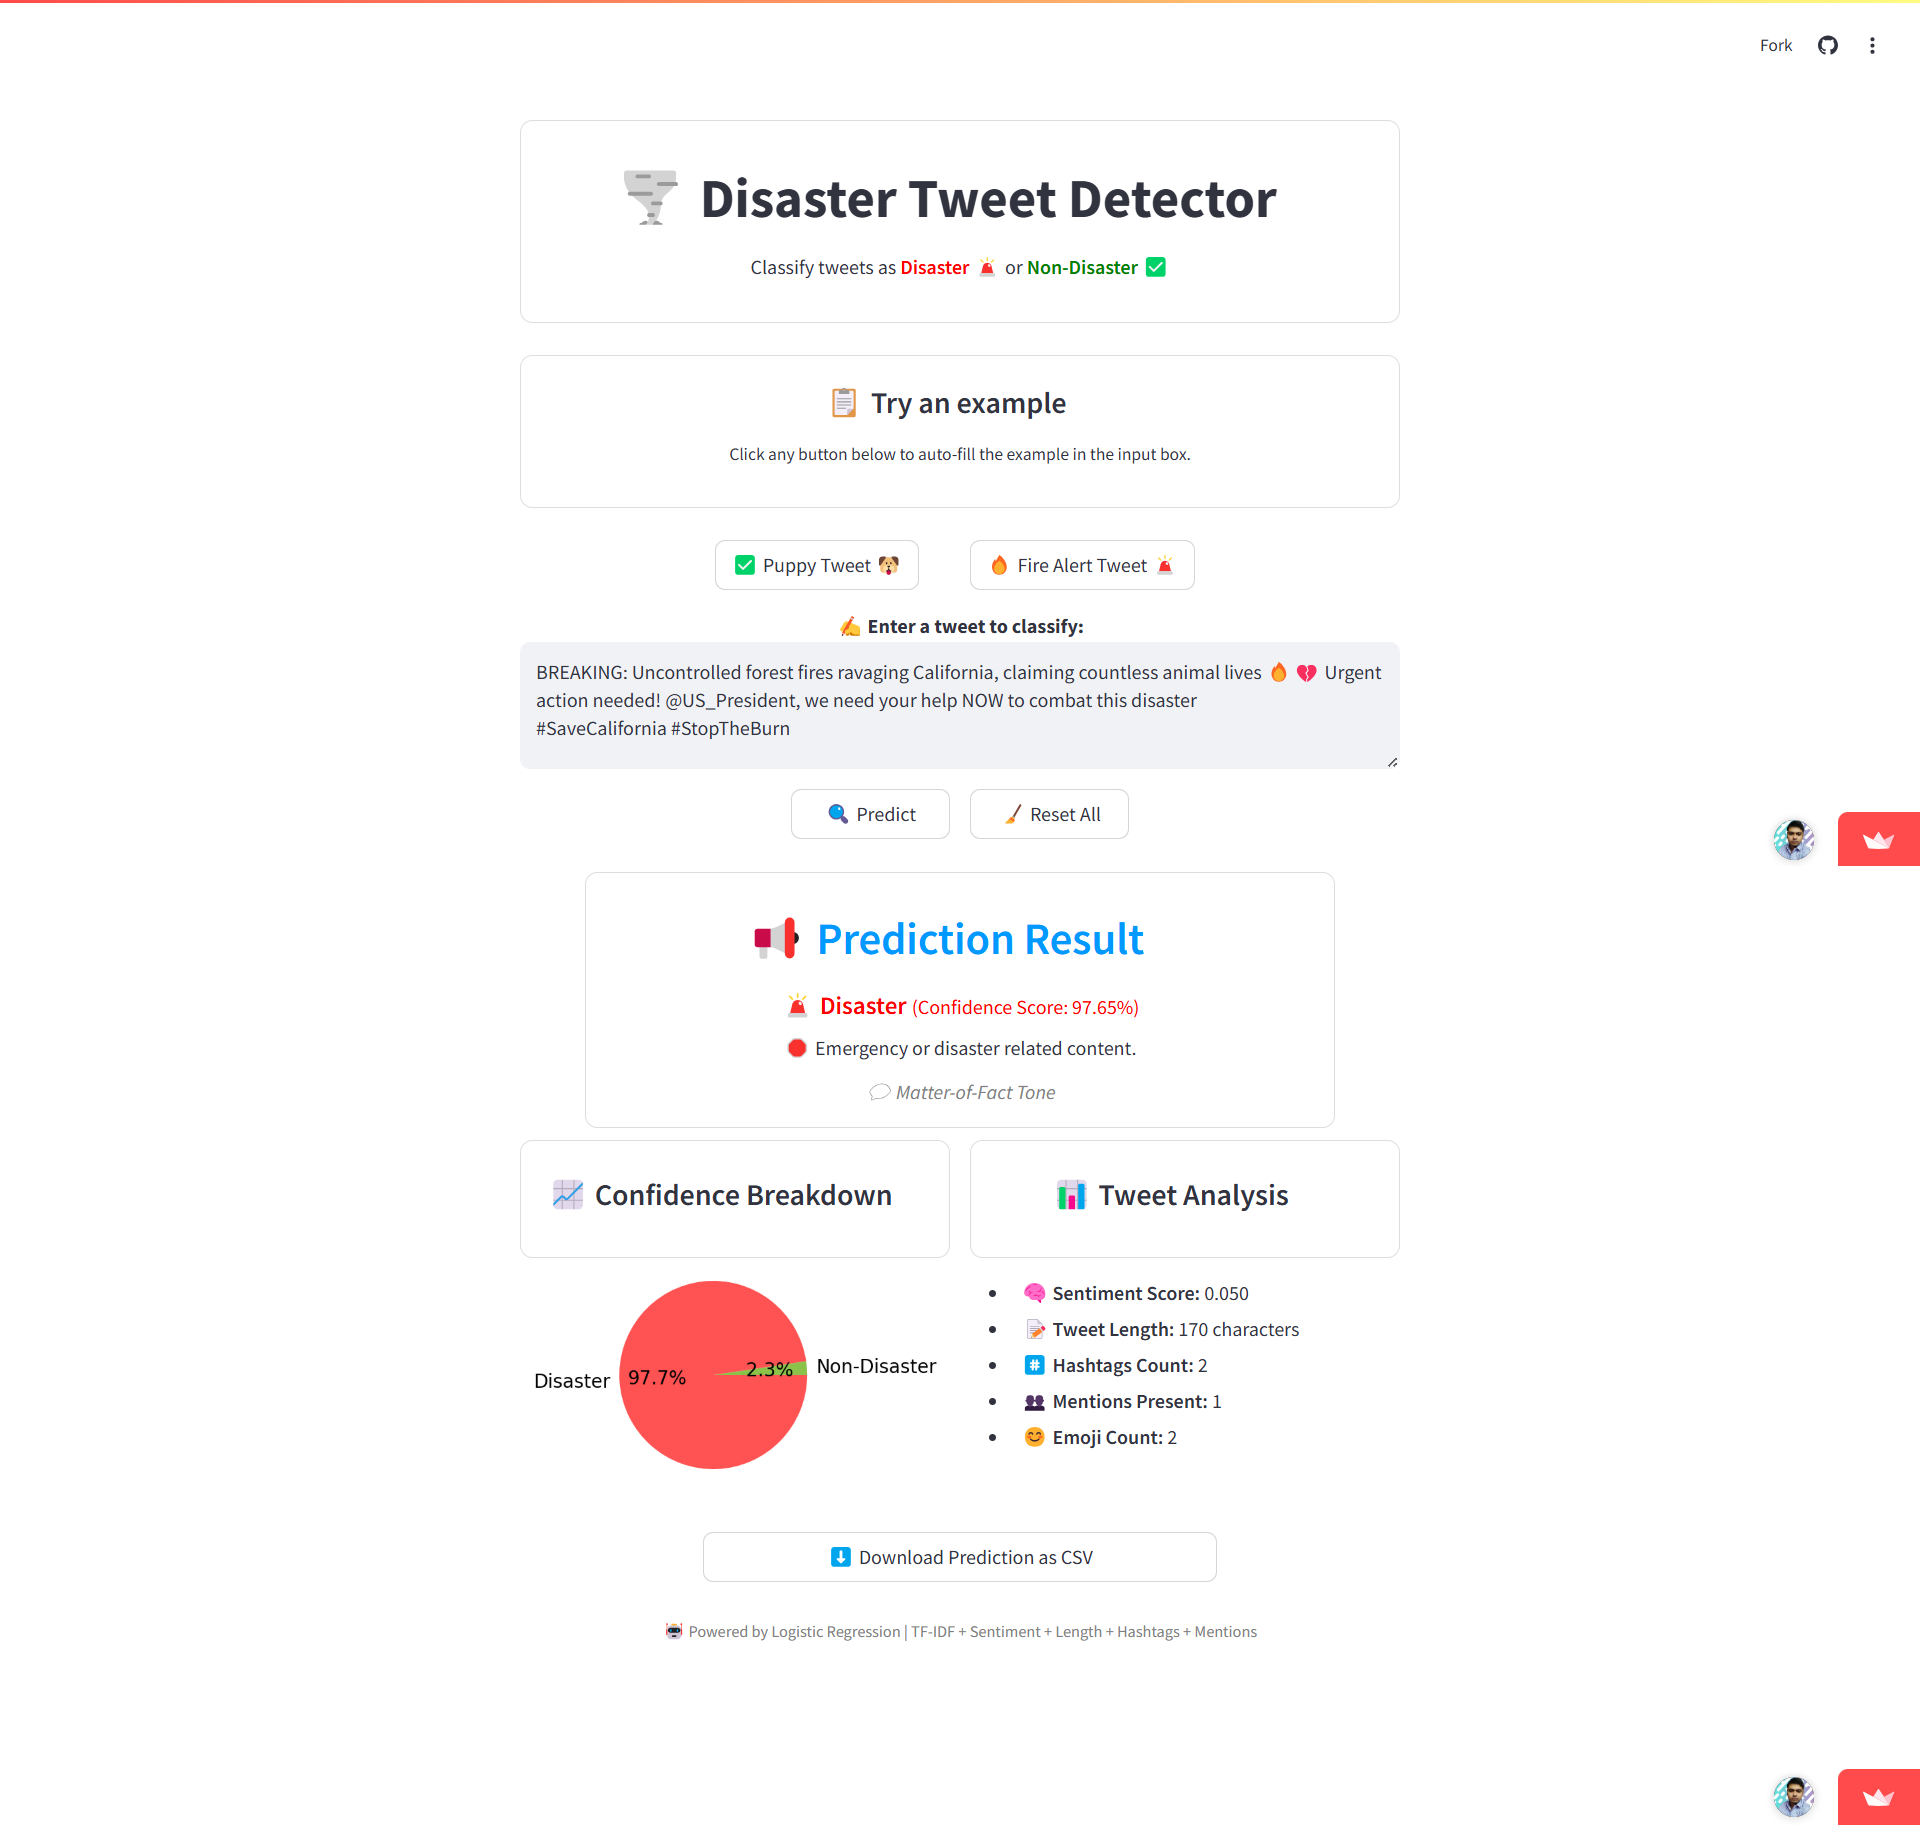 Fork
Disaster Tweet Detector
Classify tweets as Disaster 🚨 or Non-Disaster ✅
📋 Try an example
Click any button below to auto-fill the example in the input box.
✅ Puppy Tweet 🐶
🔥 Fire Alert Tweet 🚨
✍️ Enter a tweet to classify:
BREAKING: Uncontrolled forest fires ravaging California, claiming countless animal lives 🔥 💔 Urgent
action needed! @US_President, we need your help NOW to combat this disaster
#SaveCalifornia #StopTheBurn
🔍 Predict
🧹 Reset All
📢 Prediction Result
🚨 Disaster (Confidence Score: 97.65%)
🛑 Emergency or disaster related content.
💬 Matter-of-Fact Tone
📈 Confidence Breakdown
📊 Tweet Analysis
Disaster
97.7%
2.3%
Non-Disaster
• 🧠 Sentiment Score: 0.050
• 📝 Tweet Length: 170 characters
• #️⃣ Hashtags Count: 2
• 👥 Mentions Present: 1
• 😊 Emoji Count: 2
⬇️ Download Prediction as CSV
🤖 Powered by Logistic Regression | TF-IDF + Sentiment + Length + Hashtags + Mentions